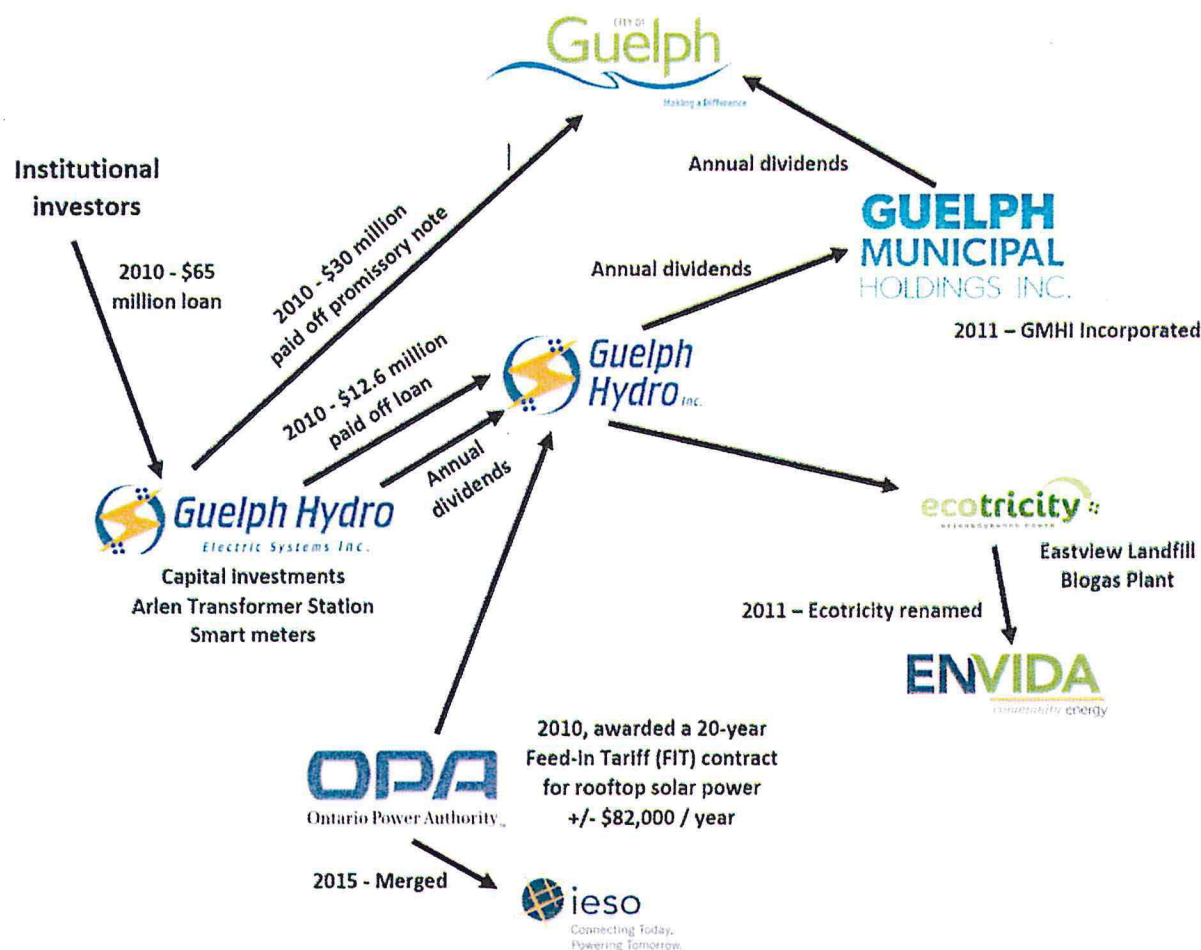 CITY OF
Guelph
Making a Difference
Institutional
investors
Annual dividends
GUELPH
MUNICIPAL
HOLDINGS INC.
2010 - $65
million loan
2010 - $30 million
paid off promissory note
Annual dividends
2011 – GMHI Incorporated
2010 - $12.6 million
paid off loan
Guelph
Hydro Inc.
Annual
dividends
Guelph Hydro
Electric Systems Inc.
Capital investments
Arlen Transformer Station
Smart meters
ecotricity
Eastview Landfill
Biogas Plant
2011 – Ecotricity renamed
ENVIDA
community energy
OPA
Ontario Power Authority
2010, awarded a 20-year
Feed-In Tariff (FIT) contract
for rooftop solar power
+/- $82,000 / year
2015 - Merged
ieso
Connecting Today.
Powering Tomorrow.